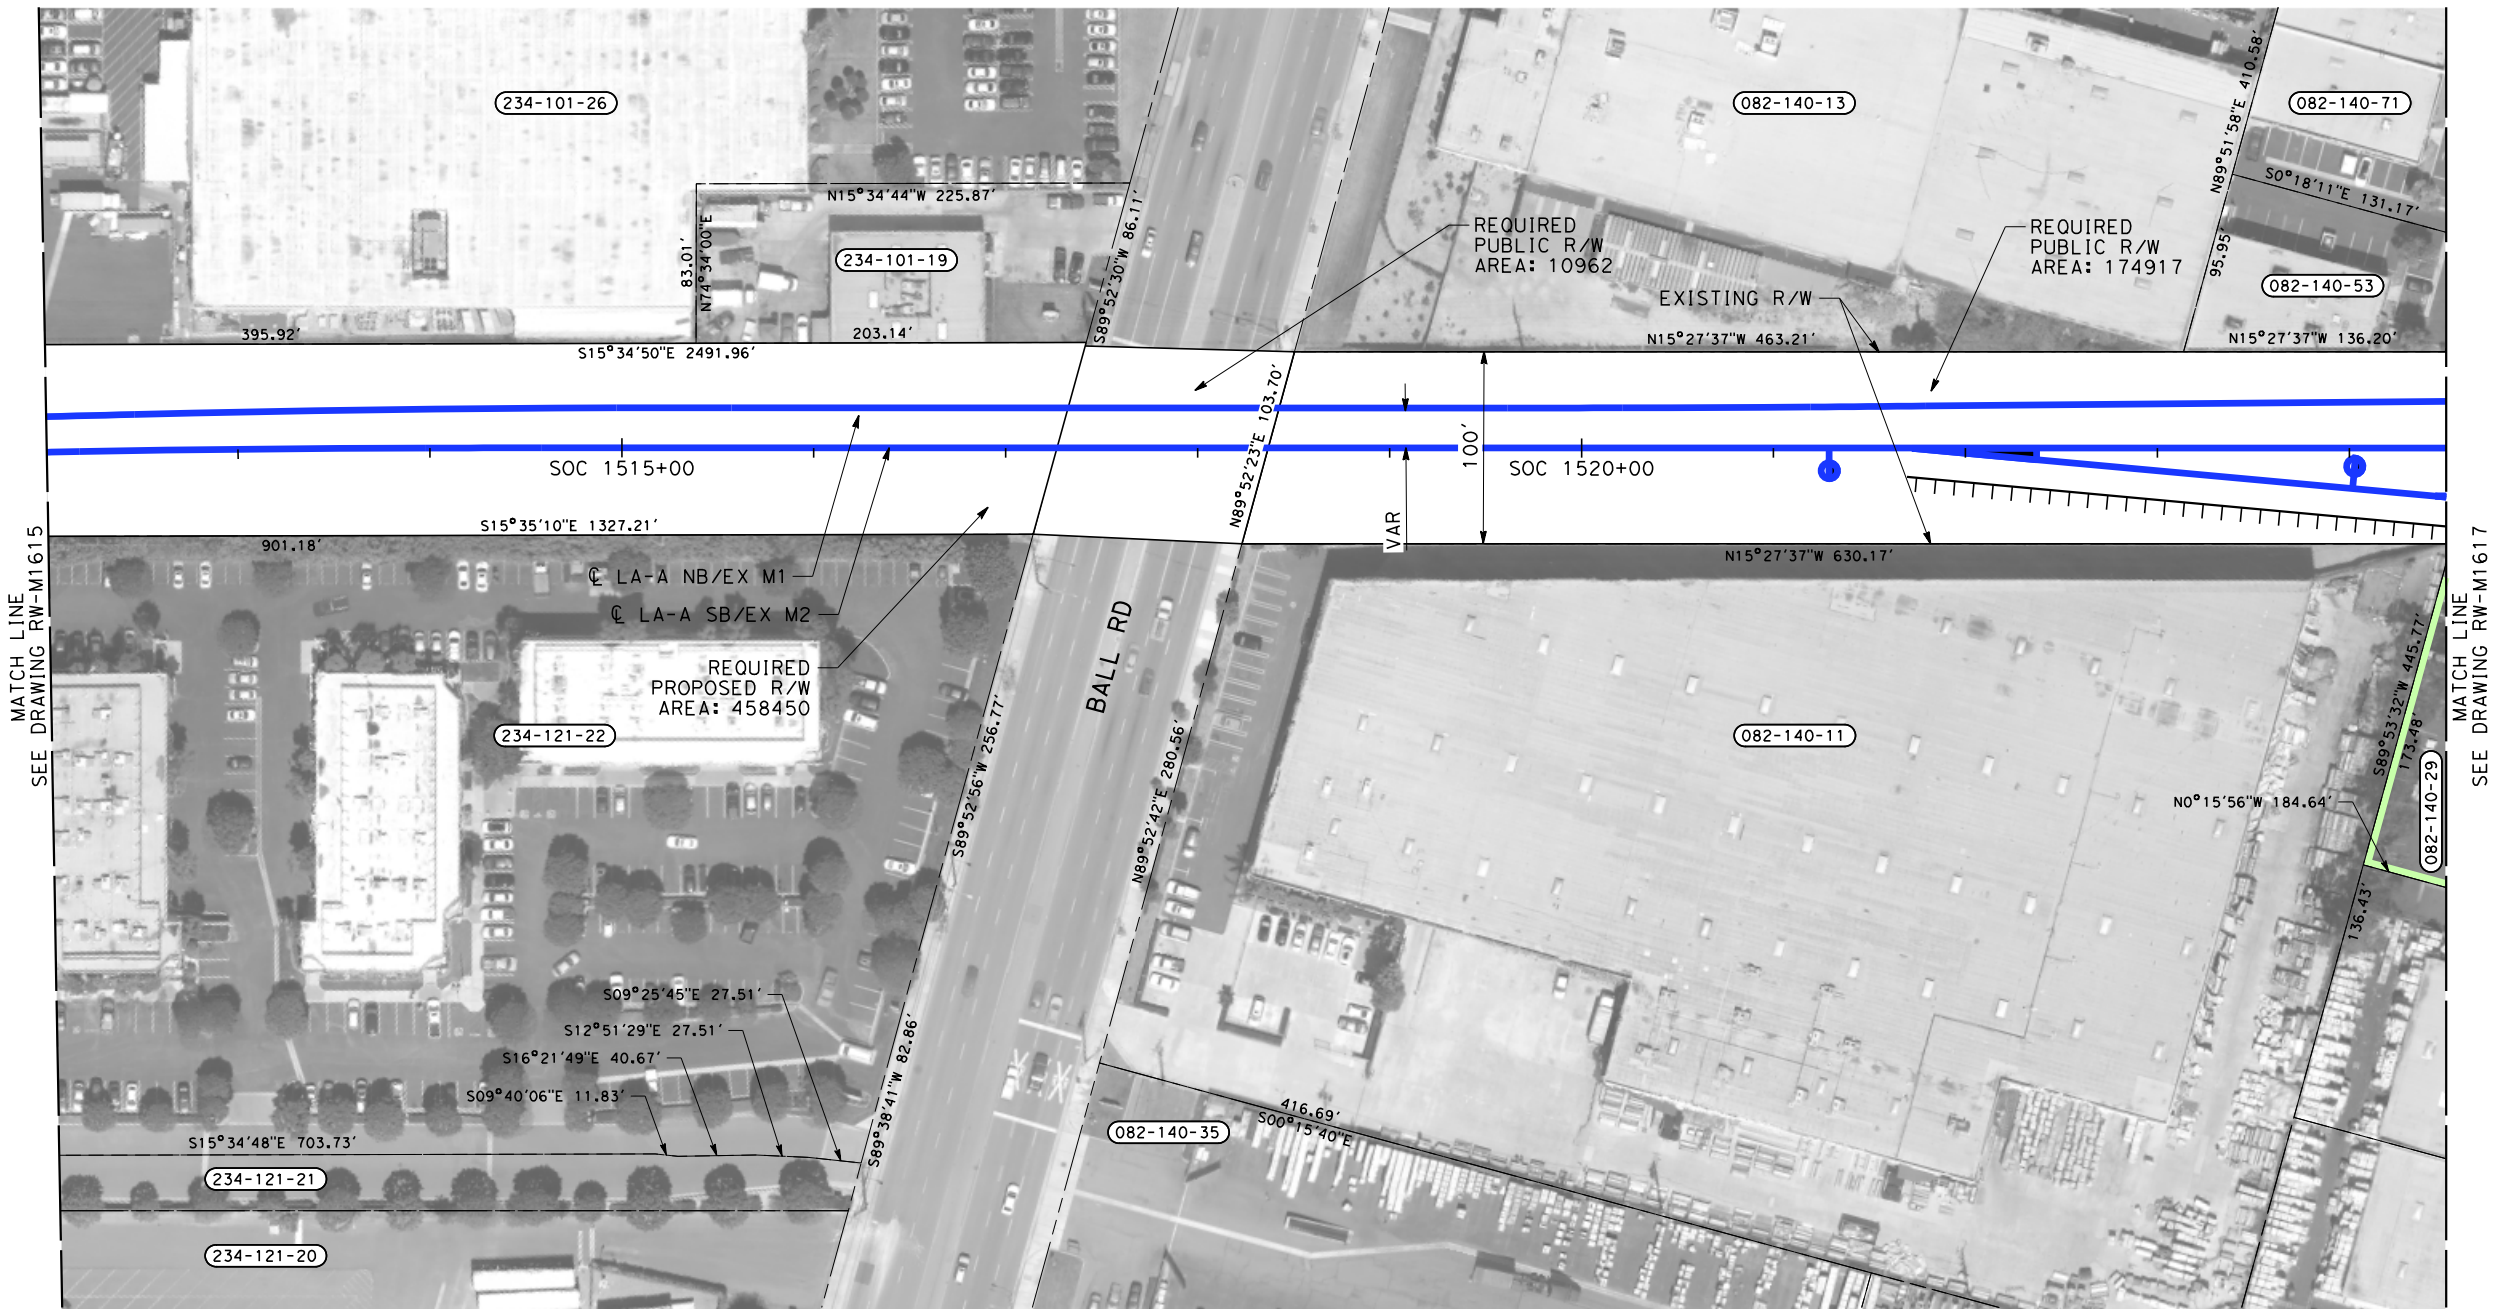 234-101-26
082-140-13
082-140-71
N89°51'58"E 410.58'
S0°18'11"E 131.17'
N15°34'44"W 225.87'
83.01'
N74°34'00"E
234-101-19
S89°52'30"W 86.11'
REQUIRED
PUBLIC R/W
AREA: 10962
REQUIRED
PUBLIC R/W
AREA: 174917
95.95'
082-140-53
EXISTING R/W
395.92'
203.14'
S15°34'50"E 2491.96'
N15°27'37"W 463.21'
N15°27'37"W 136.20'
N89°52'23"E 103.70'
100'
VAR
SOC 1515+00
SOC 1520+00
S15°35'10"E 1327.21'
901.18'
N15°27'37"W 630.17'
℄ LA-A NB/EX M1
℄ LA-A SB/EX M2
REQUIRED
PROPOSED R/W
AREA: 458450
BALL RD
234-121-22
082-140-11
S89°52'56"W 256.77'
N89°52'42"E 280.56'
S89°53'32"W 445.77'
173.48'
082-140-29
N0°15'56"W 184.64'
136.43'
MATCH LINE
SEE DRAWING RW-M1615
MATCH LINE
SEE DRAWING RW-M1617
S09°25'45"E 27.51'
S12°51'29"E 27.51'
S16°21'49"E 40.67'
S09°40'06"E 11.83'
S89°38'41"W 82.86'
S15°34'48"E 703.73'
416.69'
S00°15'40"E
082-140-35
234-121-21
234-121-20